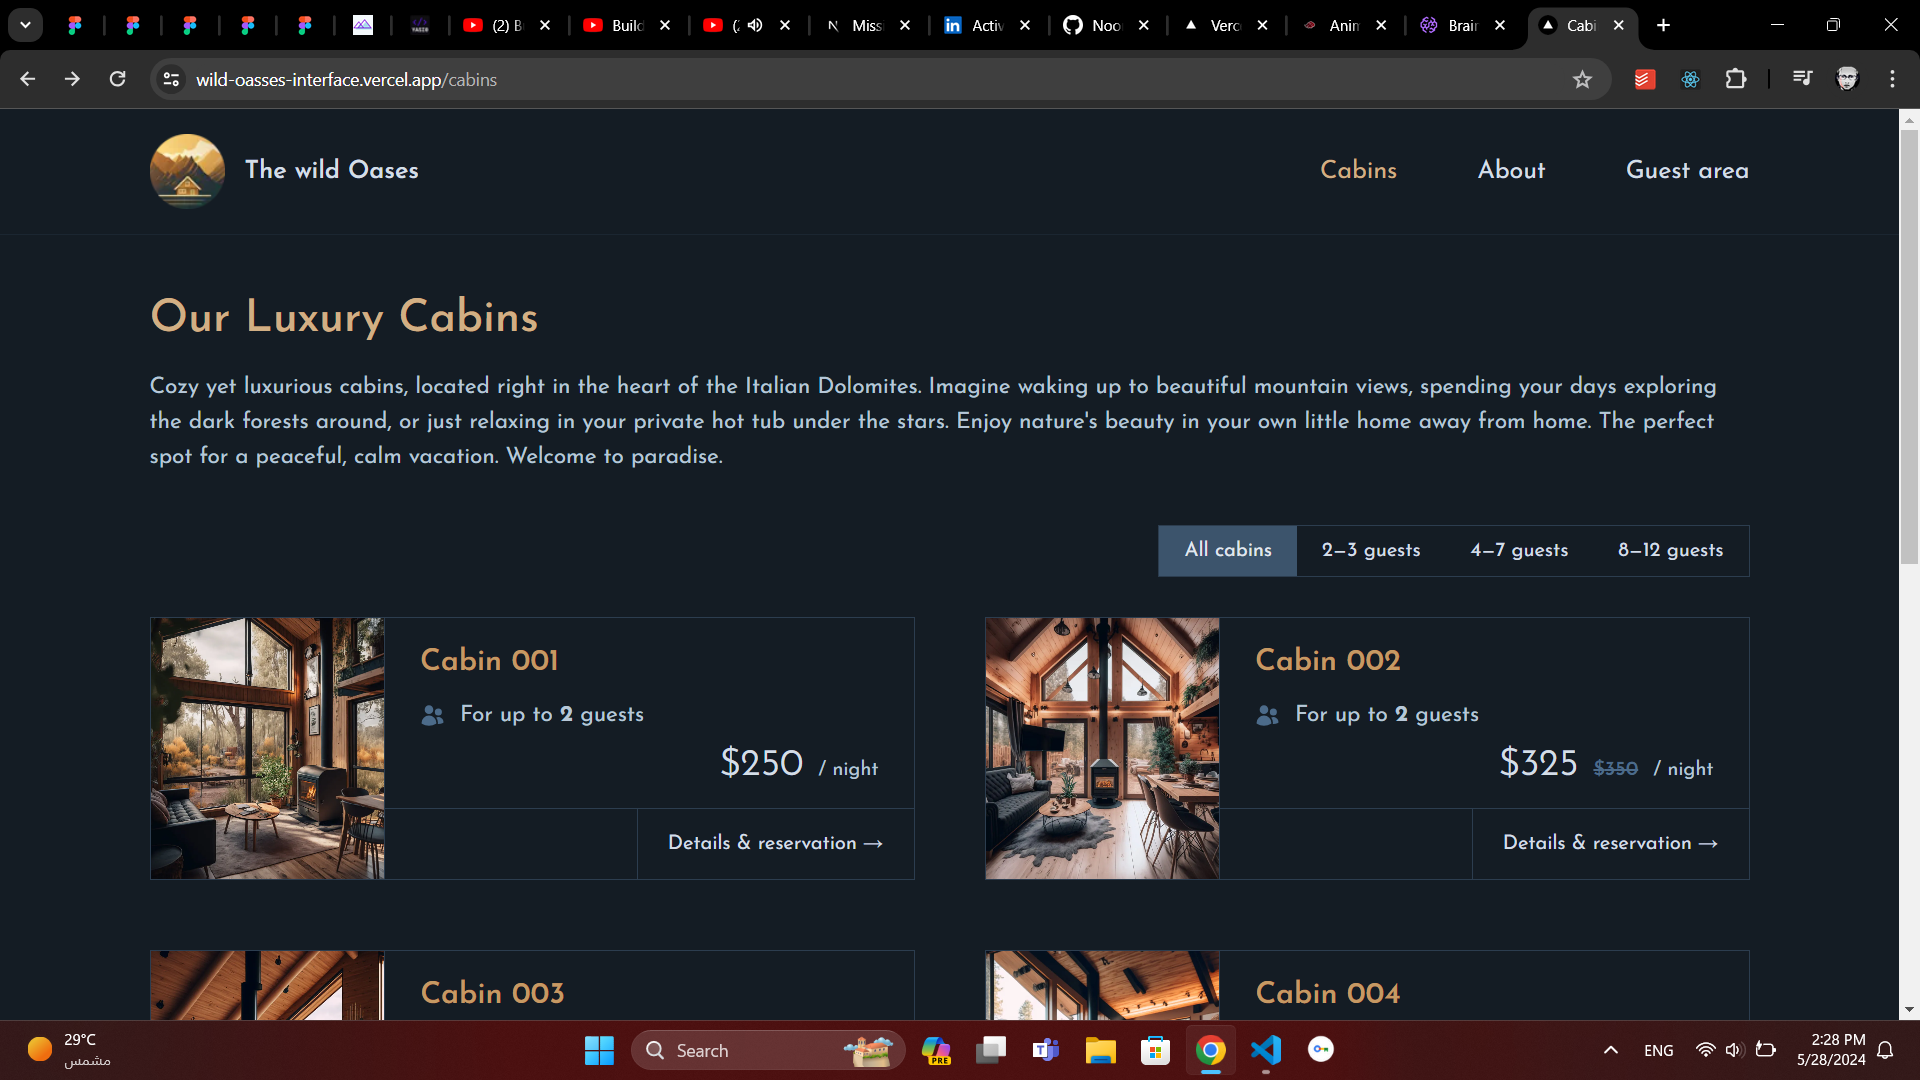 (2) B
Build
(2
Miss
Activ
Noo
Verc
Anim
Brain
Cabi
wild-oasses-interface.vercel.app/cabins
The wild Oases
Cabins
About
Guest area
Our Luxury Cabins
Cozy yet luxurious cabins, located right in the heart of the Italian Dolomites. Imagine waking up to beautiful mountain views, spending your days exploring
the dark forests around, or just relaxing in your private hot tub under the stars. Enjoy nature's beauty in your own little home away from home. The perfect
spot for a peaceful, calm vacation. Welcome to paradise.
All cabins
2—3 guests
4—7 guests
8—12 guests
Cabin 001
For up to 2 guests
$250 / night
Details & reservation →
Cabin 002
For up to 2 guests
$325 $350 / night
Details & reservation →
Cabin 003
Cabin 004
29°C
مشمس
Search
PRE
ENG
2:28 PM
5/28/2024